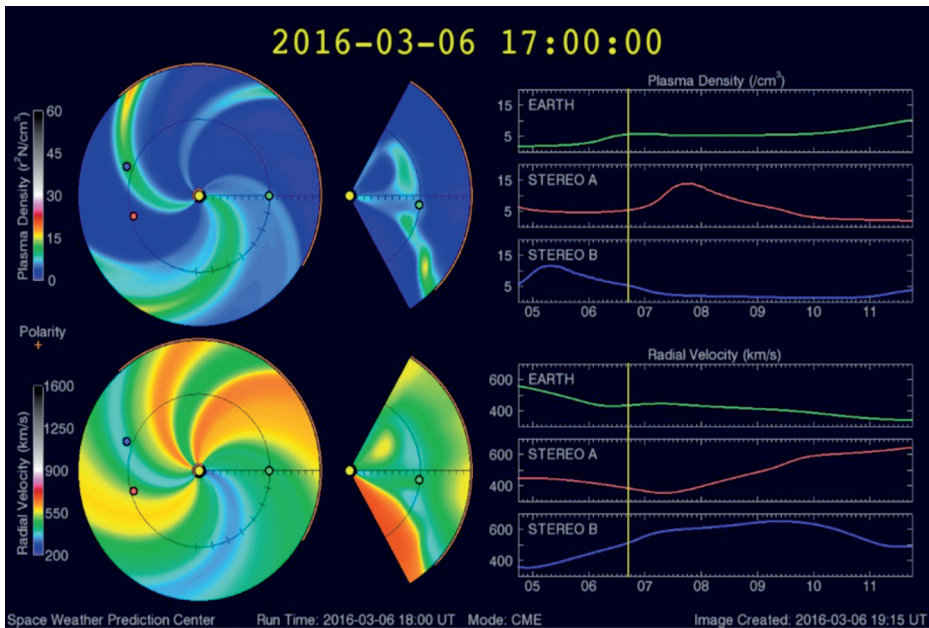 2016-03-06 17:00:00
Plasma Density (r²N/cm³)
60
45
30
15
0
Plasma Density (/cm³)
EARTH
15
5
STEREO A
15
5
STEREO B
15
5
05 06 07 08 09 10 11
Polarity
+
Radial Velocity (km/s)
1600
1250
900
550
200
Radial Velocity (km/s)
EARTH
600
400
STEREO A
600
400
STEREO B
600
400
05 06 07 08 09 10 11
Space Weather Prediction Center Run Time: 2016-03-06 18:00 UT Mode: CME Image Created: 2016-03-06 19:15 UT